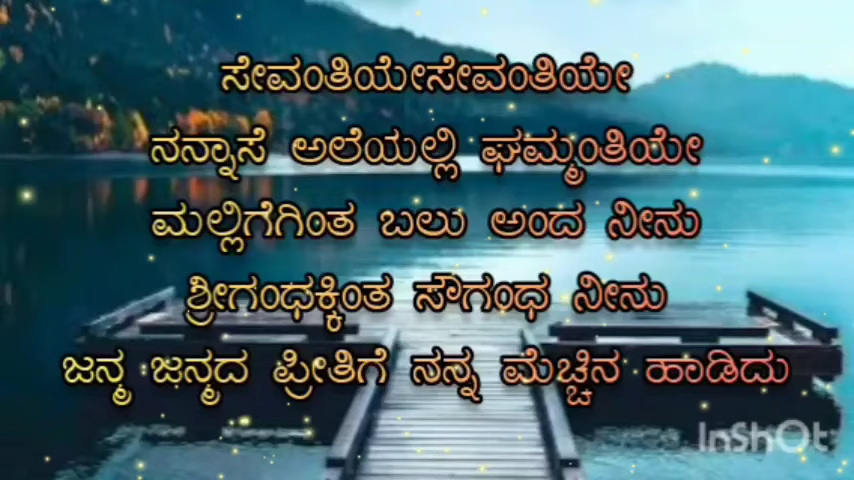 ಸೇವಂತಿಯೇಸೇವಂತಿಯೇ
ನನ್ನಾಸೆ ಅಲೆಯಲ್ಲಿ ಘಮ್ಮಂತಿಯೇ
ಮಲ್ಲಿಗೆಗಿಂತ ಬಲು ಅಂದ ನೀನು
ಶ್ರೀಗಂಧಕ್ಕಿಂತ ಸೌಗಂಧ ನೀನು
ಜನ್ಮ ಜನ್ಮದ ಪ್ರೀತಿಗೆ ನನ್ನ ಮೆಚ್ಚಿನ ಹಾಡಿದು
InShOt